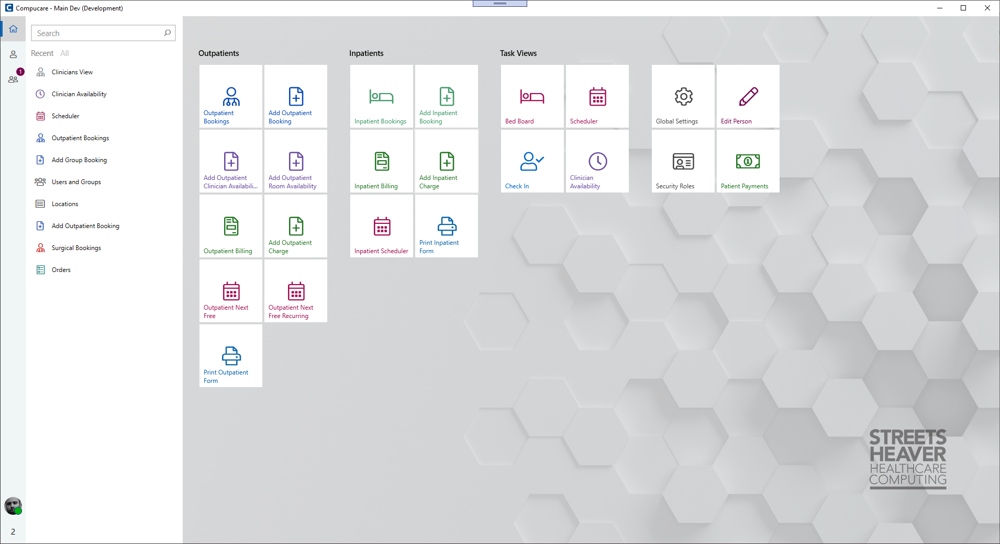 Compucare - Main Dev (Development)
Search
Recent All
Clinicians View
1
Clinician Availability
Scheduler
Outpatient Bookings
Add Group Booking
Users and Groups
Locations
Add Outpatient Booking
Surgical Bookings
Orders
2
Outpatients
Outpatient
Bookings
Add Outpatient
Booking
Add Outpatient
Clinician Availabili...
Add Outpatient
Room Availability
Outpatient Billing
Add Outpatient
Charge
Outpatient Next
Free
Outpatient Next
Free Recurring
Print Outpatient
Form
Inpatients
Inpatient Bookings
Add Inpatient
Booking
Inpatient Billing
Add Inpatient
Charge
Inpatient Scheduler
Print Inpatient
Form
Task Views
Bed Board
Scheduler
Check In
Clinician
Availability
Global Settings
Edit Person
Security Roles
1
Patient Payments
STREETS
HEAVER
HEALTHCARE
COMPUTING